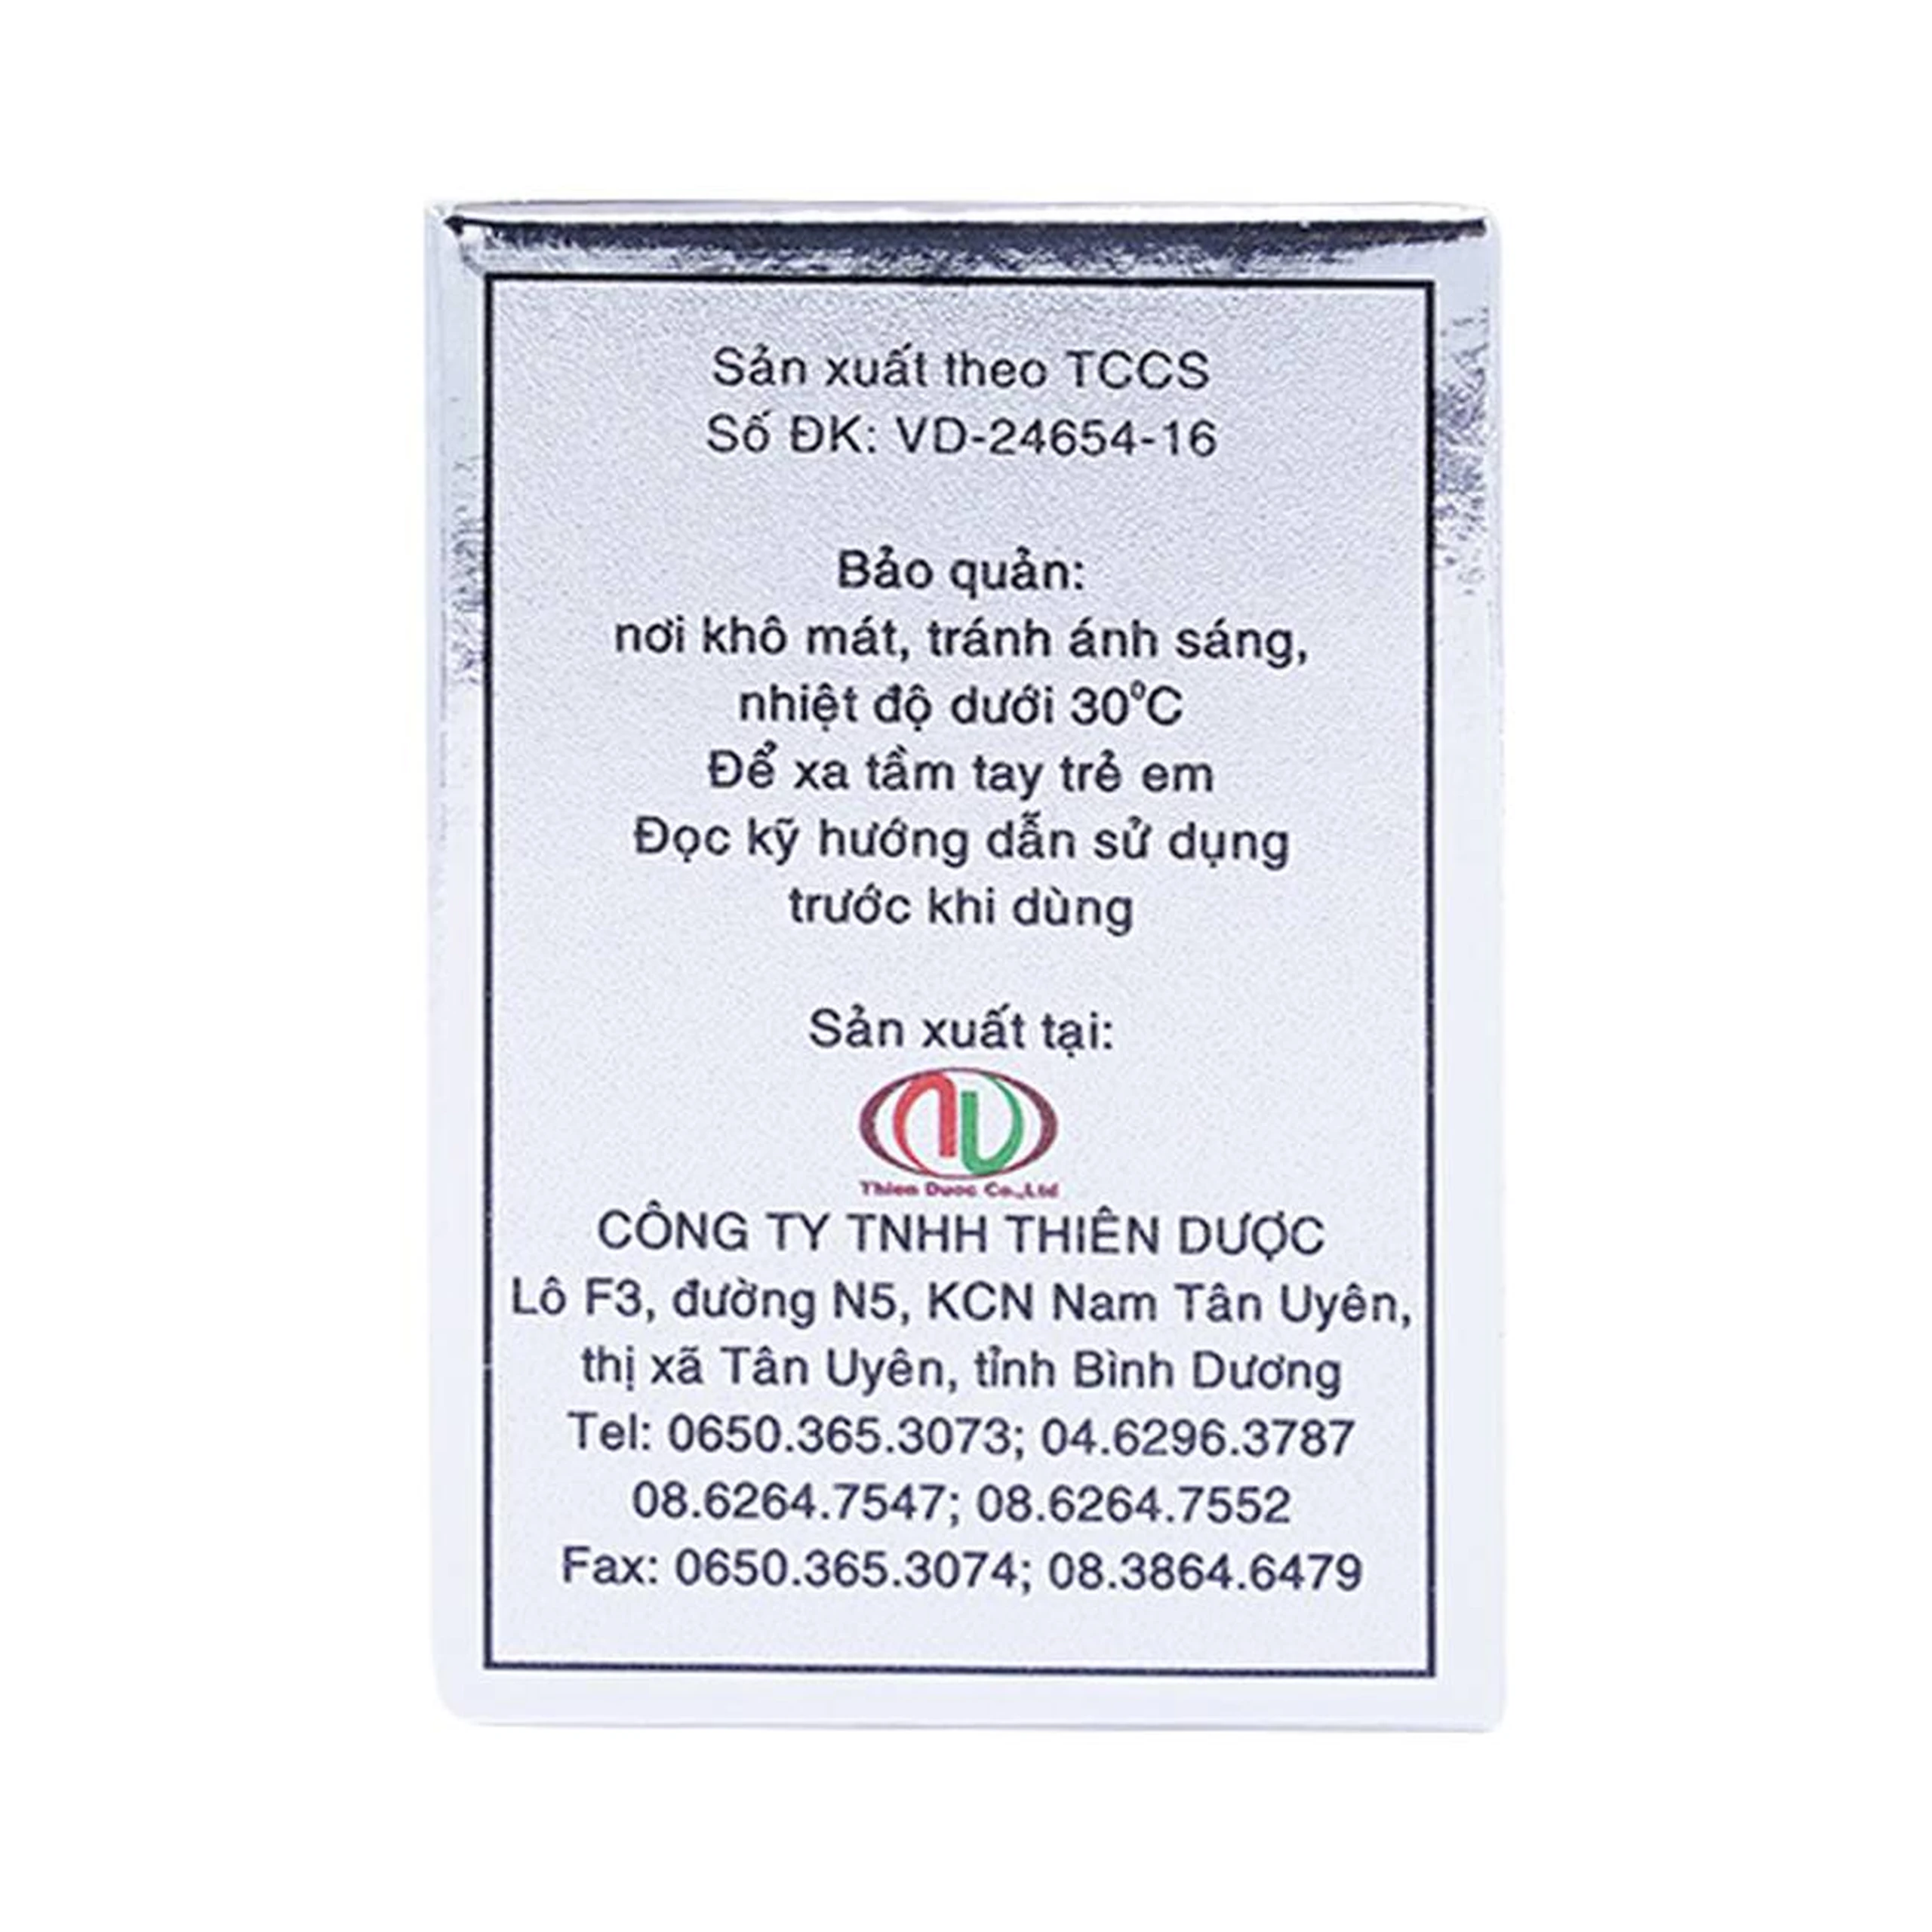 Sản xuất theo TCCS
Số ĐK: VD-24654-16
Bảo quản:
nơi khô mát, tránh ánh sáng,
nhiệt độ dưới 30⁰C
Để xa tầm tay trẻ em
Đọc kỹ hướng dẫn sử dụng
trước khi dùng
Sản xuất tại:
Thien Duoc Co.,Ltd
CÔNG TY TNHH THIÊN DƯỢC
Lô F3, đường N5, KCN Nam Tân Uyên,
thị xã Tân Uyên, tỉnh Bình Dương
Tel: 0650.365.3073; 04.6296.3787
08.6264.7547; 08.6264.7552
Fax: 0650.365.3074; 08.3864.6479